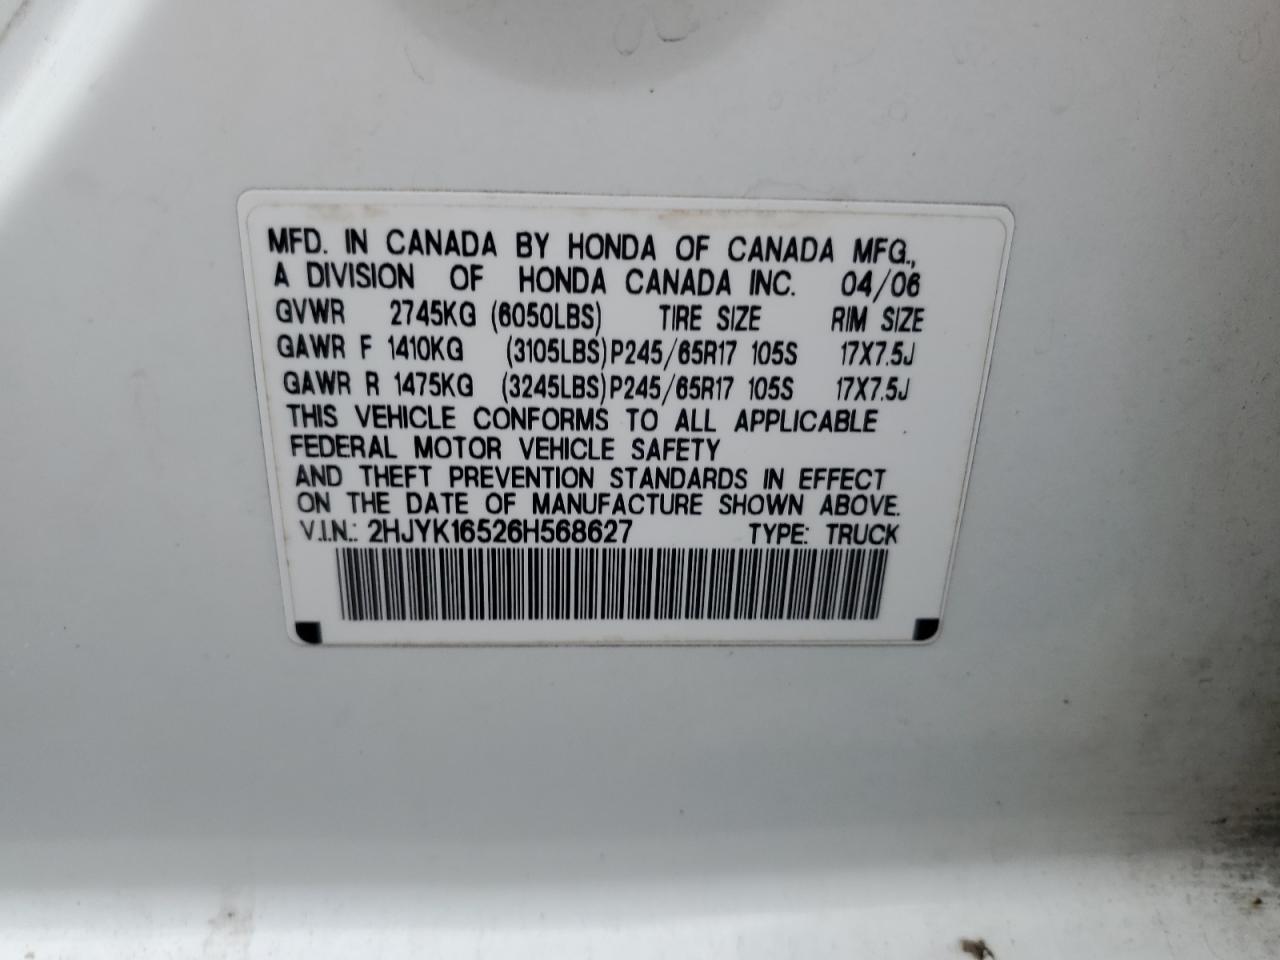 MFD. IN CANADA BY HONDA OF CANADA MFG.,
A DIVISION OF HONDA CANADA INC. 04/06
GVWR 2745KG (6050LBS) TIRE SIZE RIM SIZE
GAWR F 1410KG (3105LBS) P245/65R17 105S 17X7.5J
GAWR R 1475KG (3245LBS) P245/65R17 105S 17X7.5J
THIS VEHICLE CONFORMS TO ALL APPLICABLE
FEDERAL MOTOR VEHICLE SAFETY
AND THEFT PREVENTION STANDARDS IN EFFECT
ON THE DATE OF MANUFACTURE SHOWN ABOVE.
V.I.N.: 2HJYK16526H568627 TYPE: TRUCK